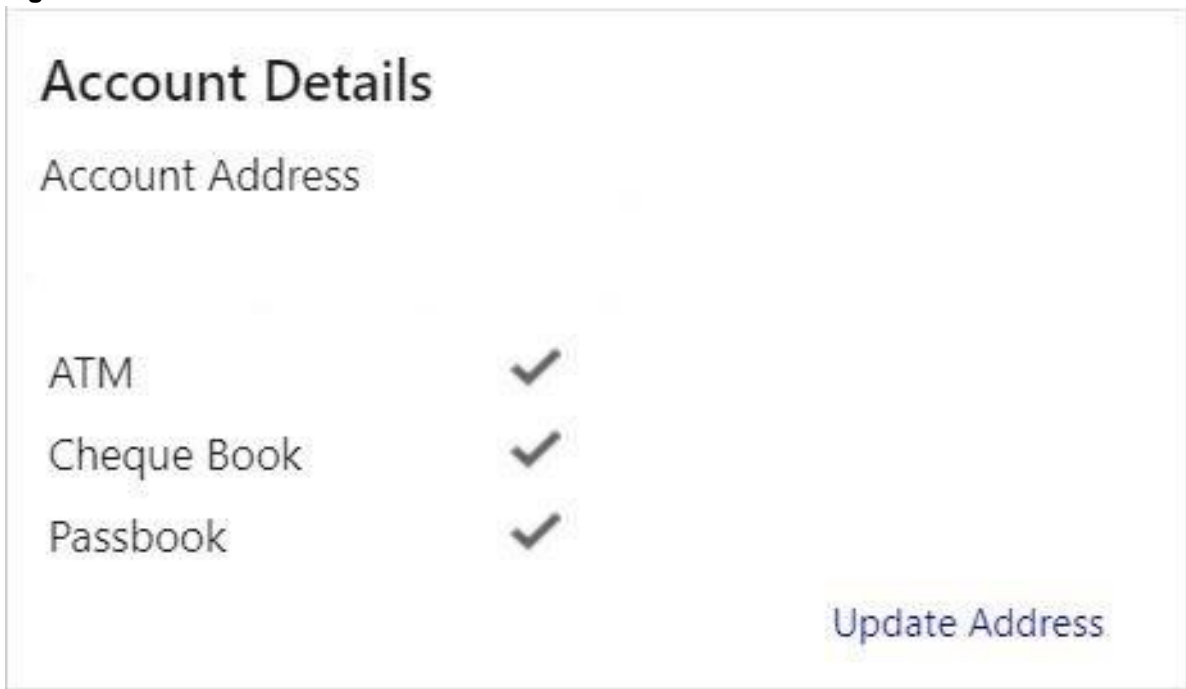 Account Details
Account Address
ATM
Cheque Book
Passbook
Update Address